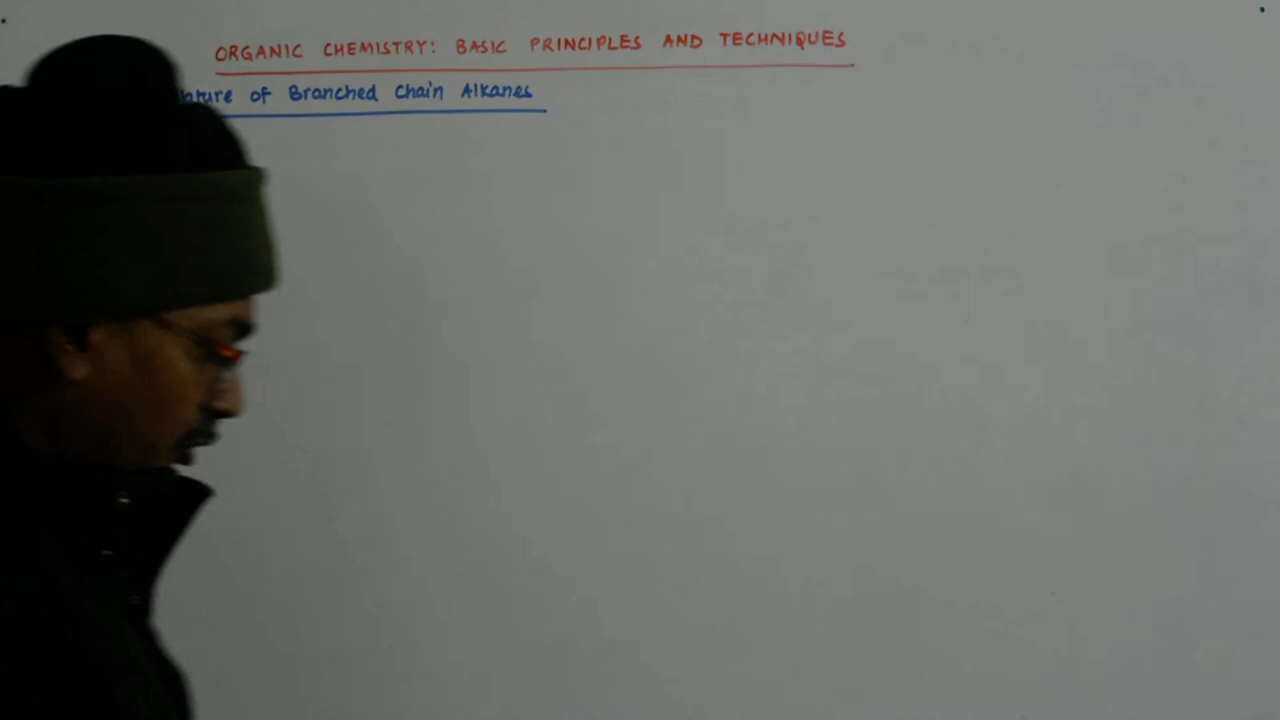 ORGANIC CHEMISTRY: BASIC PRINCIPLES AND TECHNIQUES
of Branched Chain Alkanes